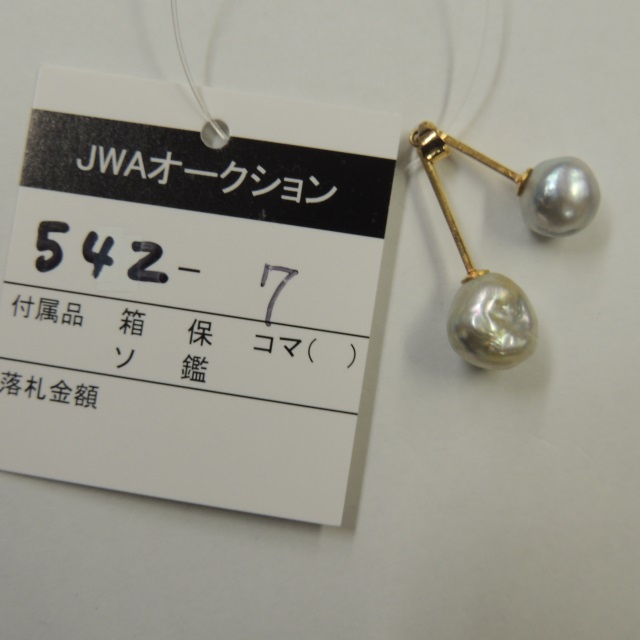 JWAオークション
542-7
付属品 箱 保 コマ( )
ソ 鑑
落札金額